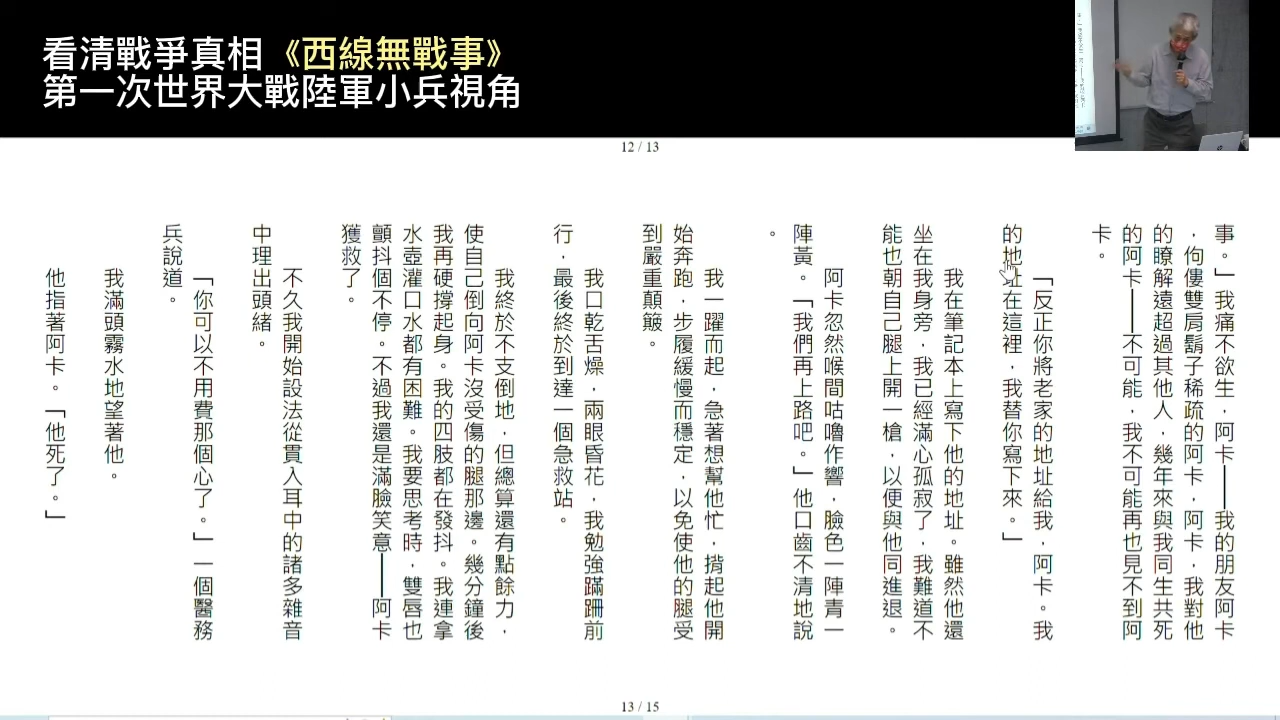 看清戰爭真相《西線無戰事》
第一次世界大戰陸軍小兵視角
12 / 13
事。」我痛不欲生，阿卡——我的朋友阿卡
，佝僂雙肩鬍子稀疏的阿卡，阿卡，我對他
的瞭解遠超過其他人，幾年來與我同生共死
的阿卡——不可能，我不可能再也見不到阿
卡。
「反正你將老家的地址給我，阿卡。我
的地址在這裡，我替你寫下來。」
我在筆記本上寫下他的地址。雖然他還
坐在我身旁，我已經滿心孤寂了，我難道不
能也朝自己腿上開一槍，以便與他同進退。
阿卡忽然喉間咕嚕作響，臉色一陣青一
陣黃。「我們再上路吧。」他口齒不清地說
。
我一躍而起，急著想幫他忙，揹起他開
始奔跑，步履緩慢而穩定，以免使他的腿受
到嚴重顛簸。
我口乾舌燥，兩眼昏花，我勉強蹣跚前
行，最後終於到達一個急救站。
我終於不支倒地，但總算還有點餘力，
使自己倒向阿卡沒受傷的腿那邊。幾分鐘後
我再硬撐起身。我的四肢都在發抖。我連拿
水壺灌口水都有困難。我要思考時，雙唇也
顫抖個不停。不過我還是滿臉笑意——阿卡
獲救了。
不久我開始設法從貫入耳中的諸多雜音
中理出頭緒。
「你可以不用費那個心了。」一個醫務
兵說道。
我滿頭霧水地望著他。
他指著阿卡。「他死了。」
13 / 15